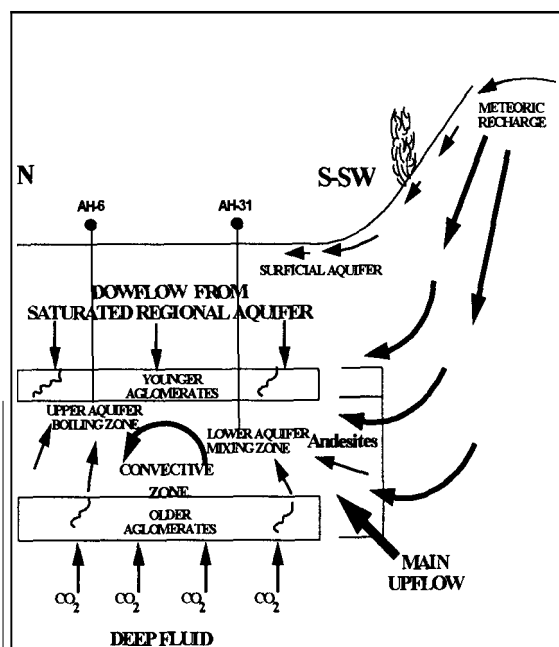 METEORIC
RECHARGE
N
S-SW
AH-6
AH-31
SURFICIAL AQUIFER
DOWFLOW FROM
SATURATED REGIONAL AQUIFER
YOUNGER
AGLOMERATES
UPPER AQUIFER
BOILING ZONE
LOWER AQUIFER
MIXING ZONE
Andesites
CONVECTIVE
ZONE
OLDER
AGLOMERATES
MAIN
UPFLOW
CO2 CO2 CO2 CO2
DEEP FLUID